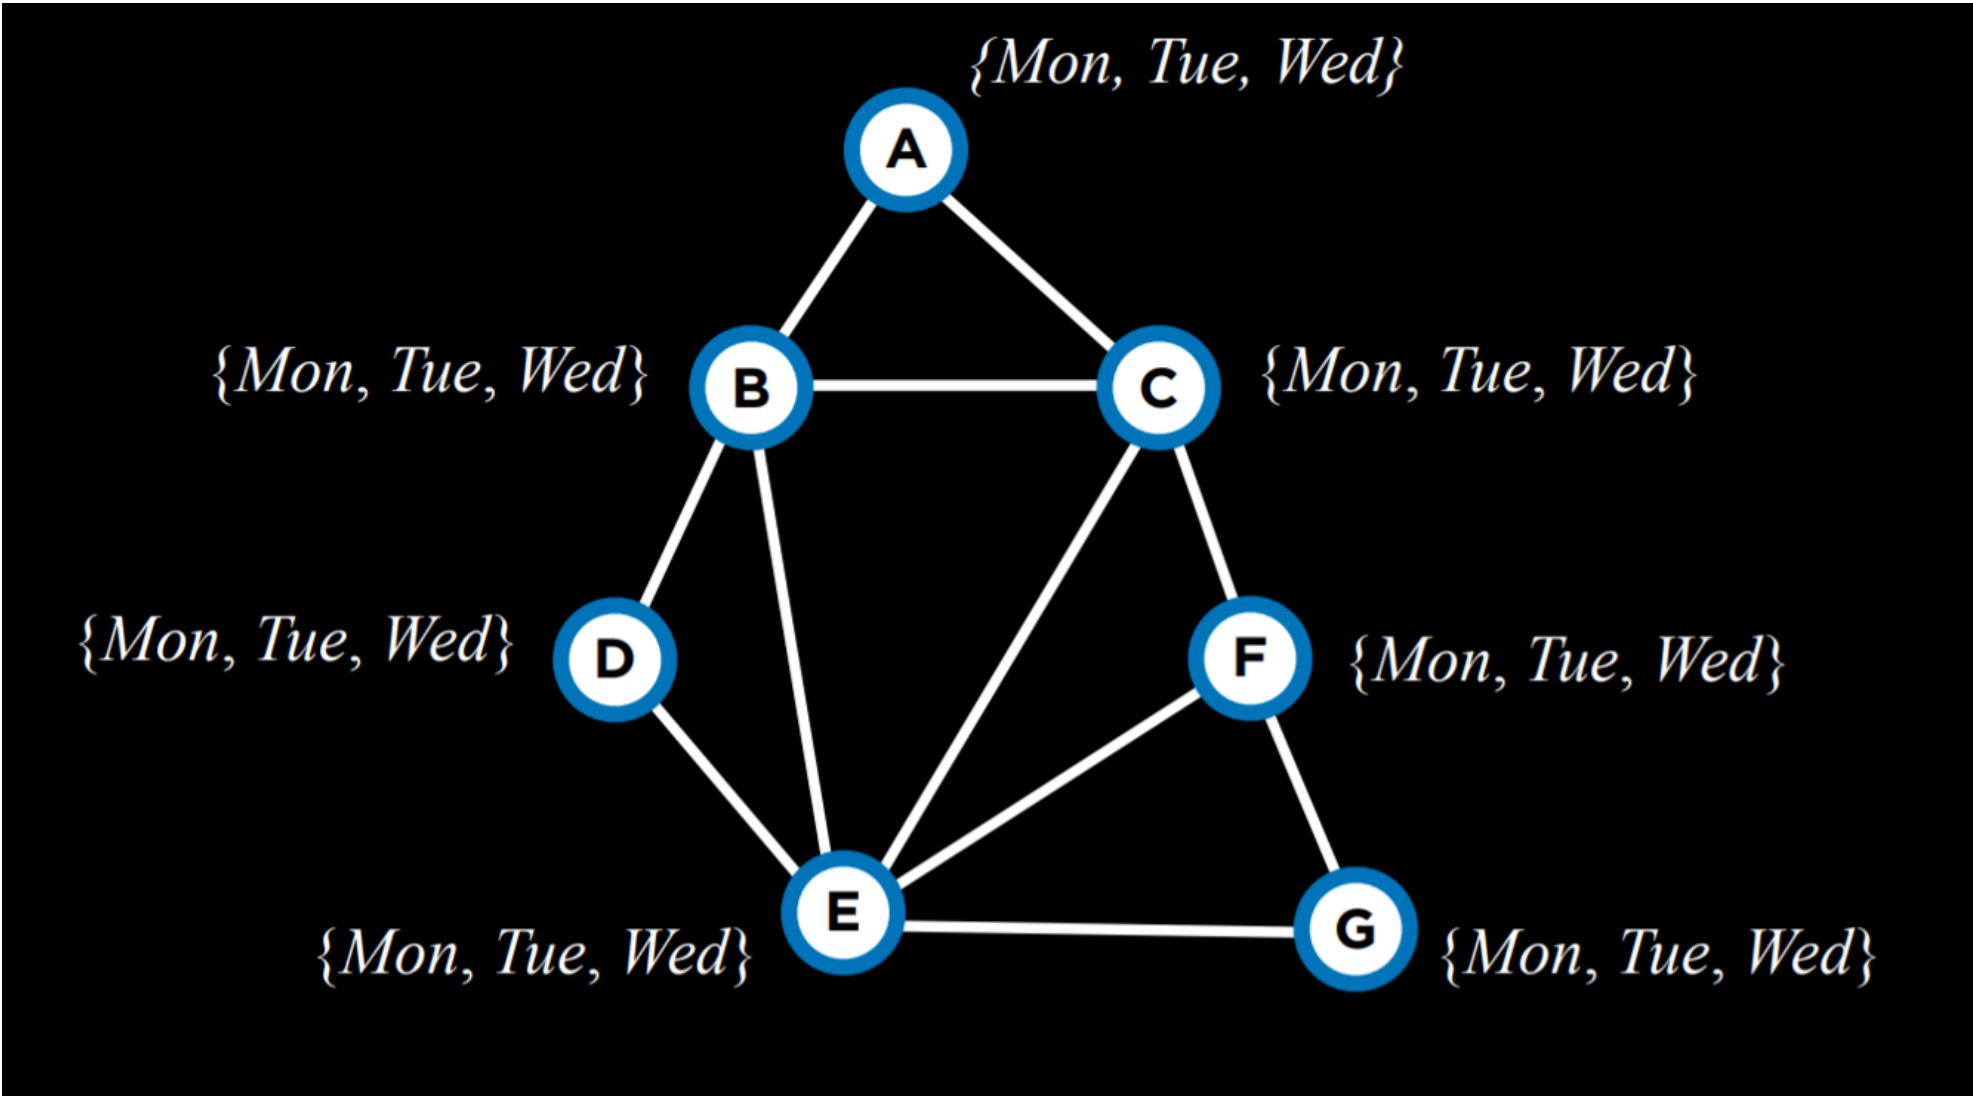 {Mon, Tue, Wed}
A
{Mon, Tue, Wed}
B
C
{Mon, Tue, Wed}
{Mon, Tue, Wed}
D
F
{Mon, Tue, Wed}
E
G
{Mon, Tue, Wed}
{Mon, Tue, Wed}